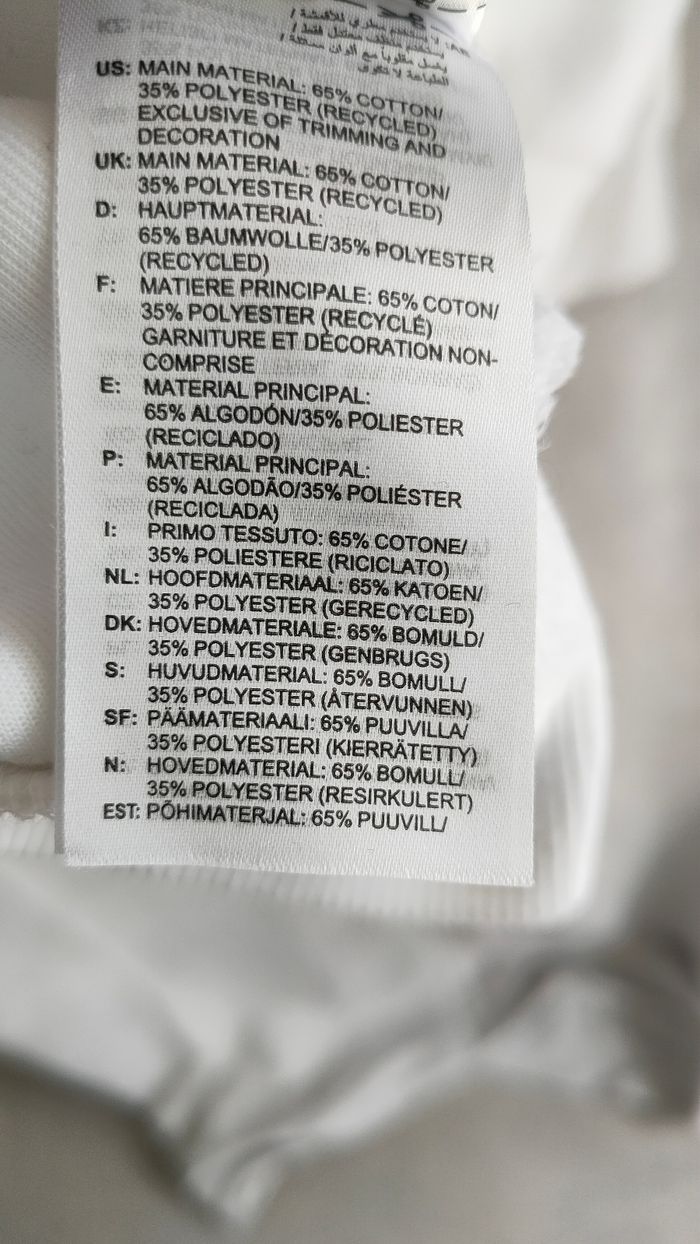 US: MAIN MATERIAL: 65% COTTON/
35% POLYESTER (RECYCLED)
EXCLUSIVE OF TRIMMING AND
DECORATION
UK: MAIN MATERIAL: 65% COTTON/
35% POLYESTER (RECYCLED)
D: HAUPTMATERIAL:
65% BAUMWOLLE/35% POLYESTER
(RECYCLED)
F: MATIERE PRINCIPALE: 65% COTON/
35% POLYESTER (RECYCLÉ)
GARNITURE ET DÉCORATION NON-
COMPRISE
E: MATERIAL PRINCIPAL:
65% ALGODÓN/35% POLIESTER
(RECICLADO)
P: MATERIAL PRINCIPAL:
65% ALGODÃO/35% POLIÉSTER
(RECICLADA)
I: PRIMO TESSUTO: 65% COTONE/
35% POLIESTERE (RICICLATO)
NL: HOOFDMATERIAAL: 65% KATOEN/
35% POLYESTER (GERECYCLED)
DK: HOVEDMATERIALE: 65% BOMULD/
35% POLYESTER (GENBRUGS)
S: HUVUDMATERIAL: 65% BOMULL/
35% POLYESTER (ÅTERVUNNEN)
SF: PÄÄMATERIAALI: 65% PUUVILLA/
35% POLYESTERI (KIERRÄTETTY)
N: HOVEDMATERIAL: 65% BOMULL/
35% POLYESTER (RESIRKULERT)
EST: PÕHIMATERJAL: 65% PUUVILL/